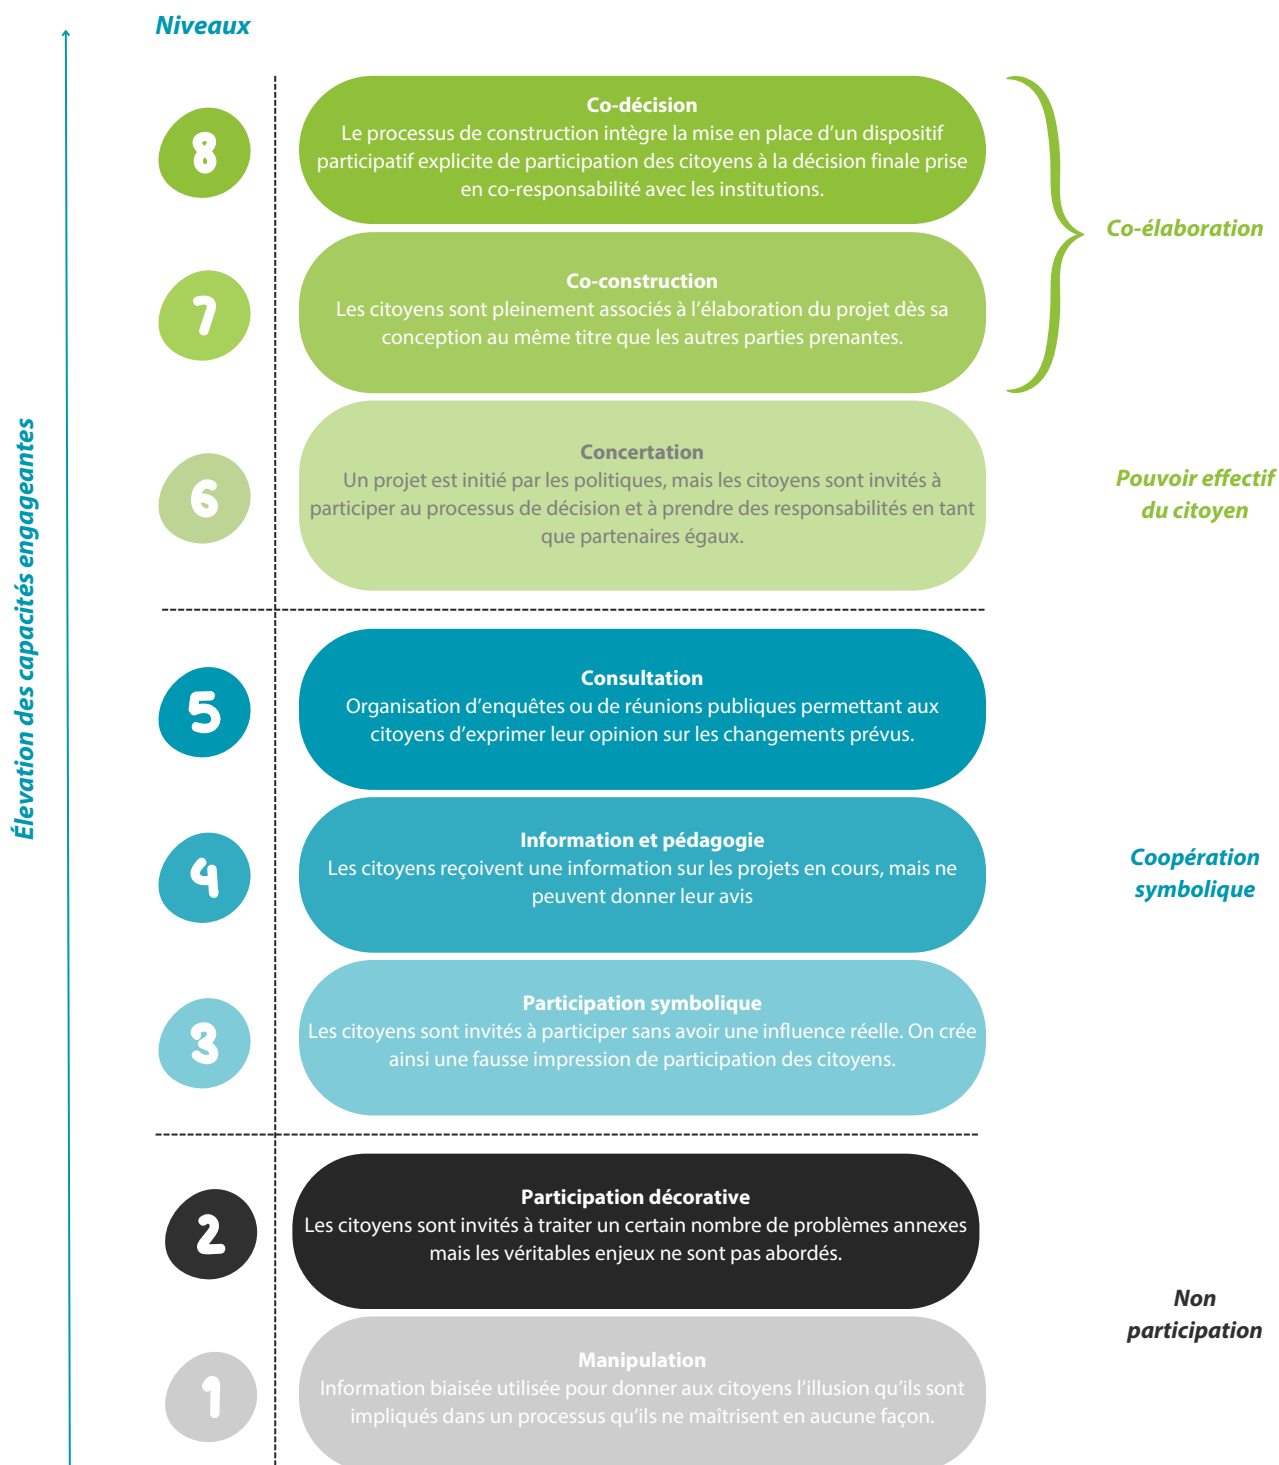 Niveaux
Élevation des capacités engageantes
8
Co-décision
Le processus de construction intègre la mise en place d’un dispositif
participatif explicite de participation des citoyens à la décision finale prise
en co-responsabilité avec les institutions.
Co-élaboration
7
Co-construction
Les citoyens sont pleinement associés à l’élaboration du projet dès sa
conception au même titre que les autres parties prenantes.
6
Concertation
Un projet est initié par les politiques, mais les citoyens sont invités à
participer au processus de décision et à prendre des responsabilités en tant
que partenaires égaux.
Pouvoir effectif
du citoyen
5
Consultation
Organisation d’enquêtes ou de réunions publiques permettant aux
citoyens d’exprimer leur opinion sur les changements prévus.
4
Information et pédagogie
Les citoyens reçoivent une information sur les projets en cours, mais ne
peuvent donner leur avis
Coopération
symbolique
3
Participation symbolique
Les citoyens sont invités à participer sans avoir une influence réelle. On crée
ainsi une fausse impression de participation des citoyens.
2
Participation décorative
Les citoyens sont invités à traiter un certain nombre de problèmes annexes
mais les véritables enjeux ne sont pas abordés.
Non
participation
1
Manipulation
Information biaisée utilisée pour donner aux citoyens l’illusion qu’ils sont
impliqués dans un processus qu’ils ne maîtrisent en aucune façon.